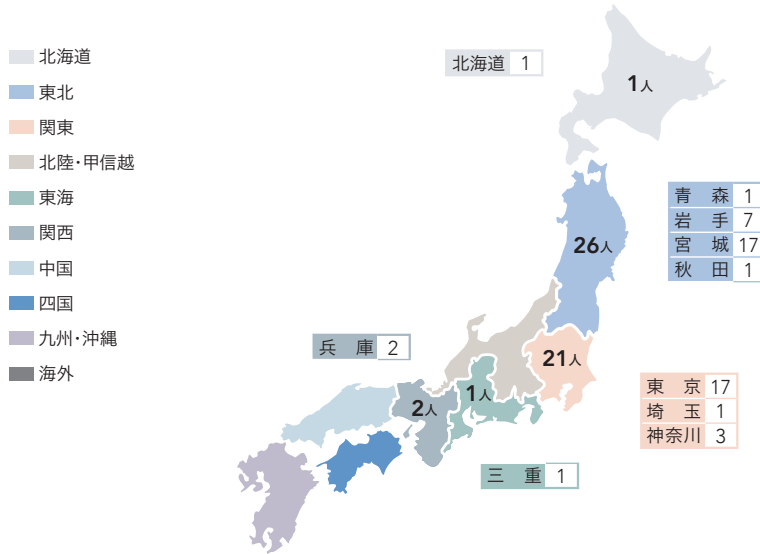 北海道
東北
関東
北陸・甲信越
東海
関西
中国
四国
九州・沖縄
海外
北海道 1
1人
青森 1
岩手 7
宮城 17
秋田 1
26人
兵庫 2
21人
東京 17
埼玉 1
神奈川 3
1人
2人
三重 1